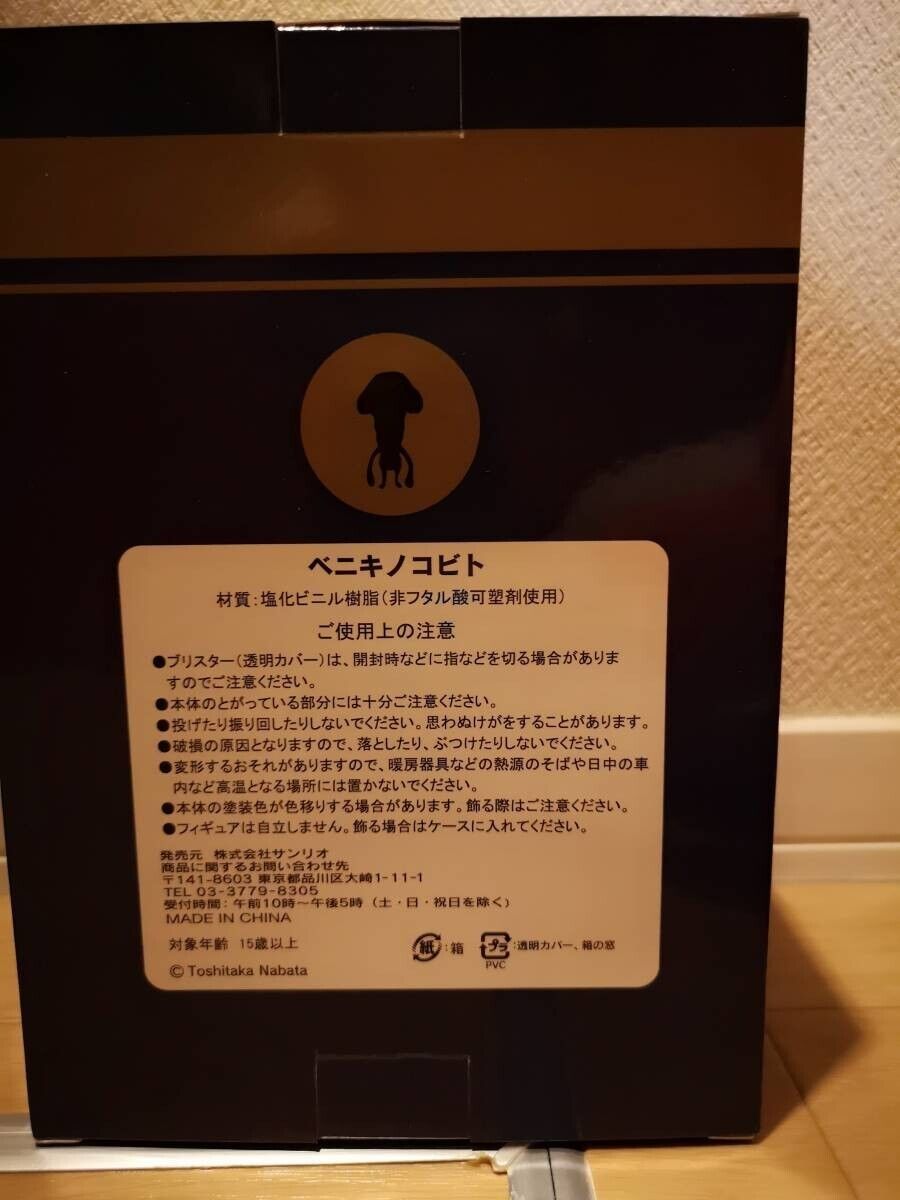 ベニキノコビト
材質:塩化ビニル樹脂(非フタル酸可塑剤使用)
ご使用上の注意
●ブリスター(透明カバー)は、開封時などに指などを切る場合がありま
すのでご注意ください。
●本体のとがっている部分には十分ご注意ください。
●投げたり振り回したりしないでください。思わぬけがをすることがあります。
●破損の原因となりますので、落としたり、ぶつけたりしないでください。
●変形するおそれがありますので、暖房器具などの熱源のそばや日中の車
内など高温となる場所には置かないでください。
●本体の塗装色が色移りする場合があります。飾る際はご注意ください。
●フィギュアは自立しません。飾る場合はケースに入れてください。
発売元 株式会社サンリオ
商品に関するお問い合わせ先
〒141-8603 東京都品川区大崎1-11-1
TEL 03-3779-8305
受付時間:午前10時～午後5時 (土・日・祝日を除く)
MADE IN CHINA
対象年齢 15歳以上
紙:箱 プラ:透明カバー、箱の窓
PVC
© Toshitaka Nabata